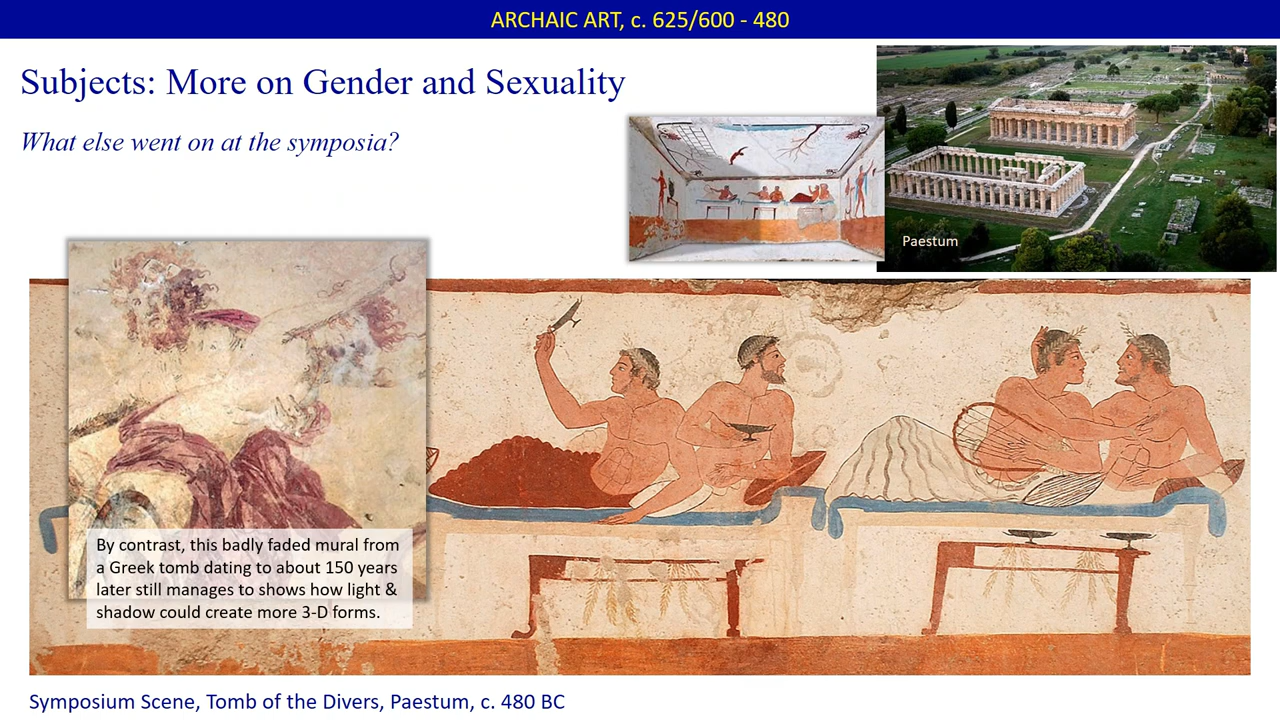 ARCHAIC ART, c. 625/600 - 480
Subjects: More on Gender and Sexuality
What else went on at the symposia?
Paestum
By contrast, this badly faded mural from
a Greek tomb dating to about 150 years
later still manages to shows how light &
shadow could create more 3-D forms.
Symposium Scene, Tomb of the Divers, Paestum, c. 480 BC